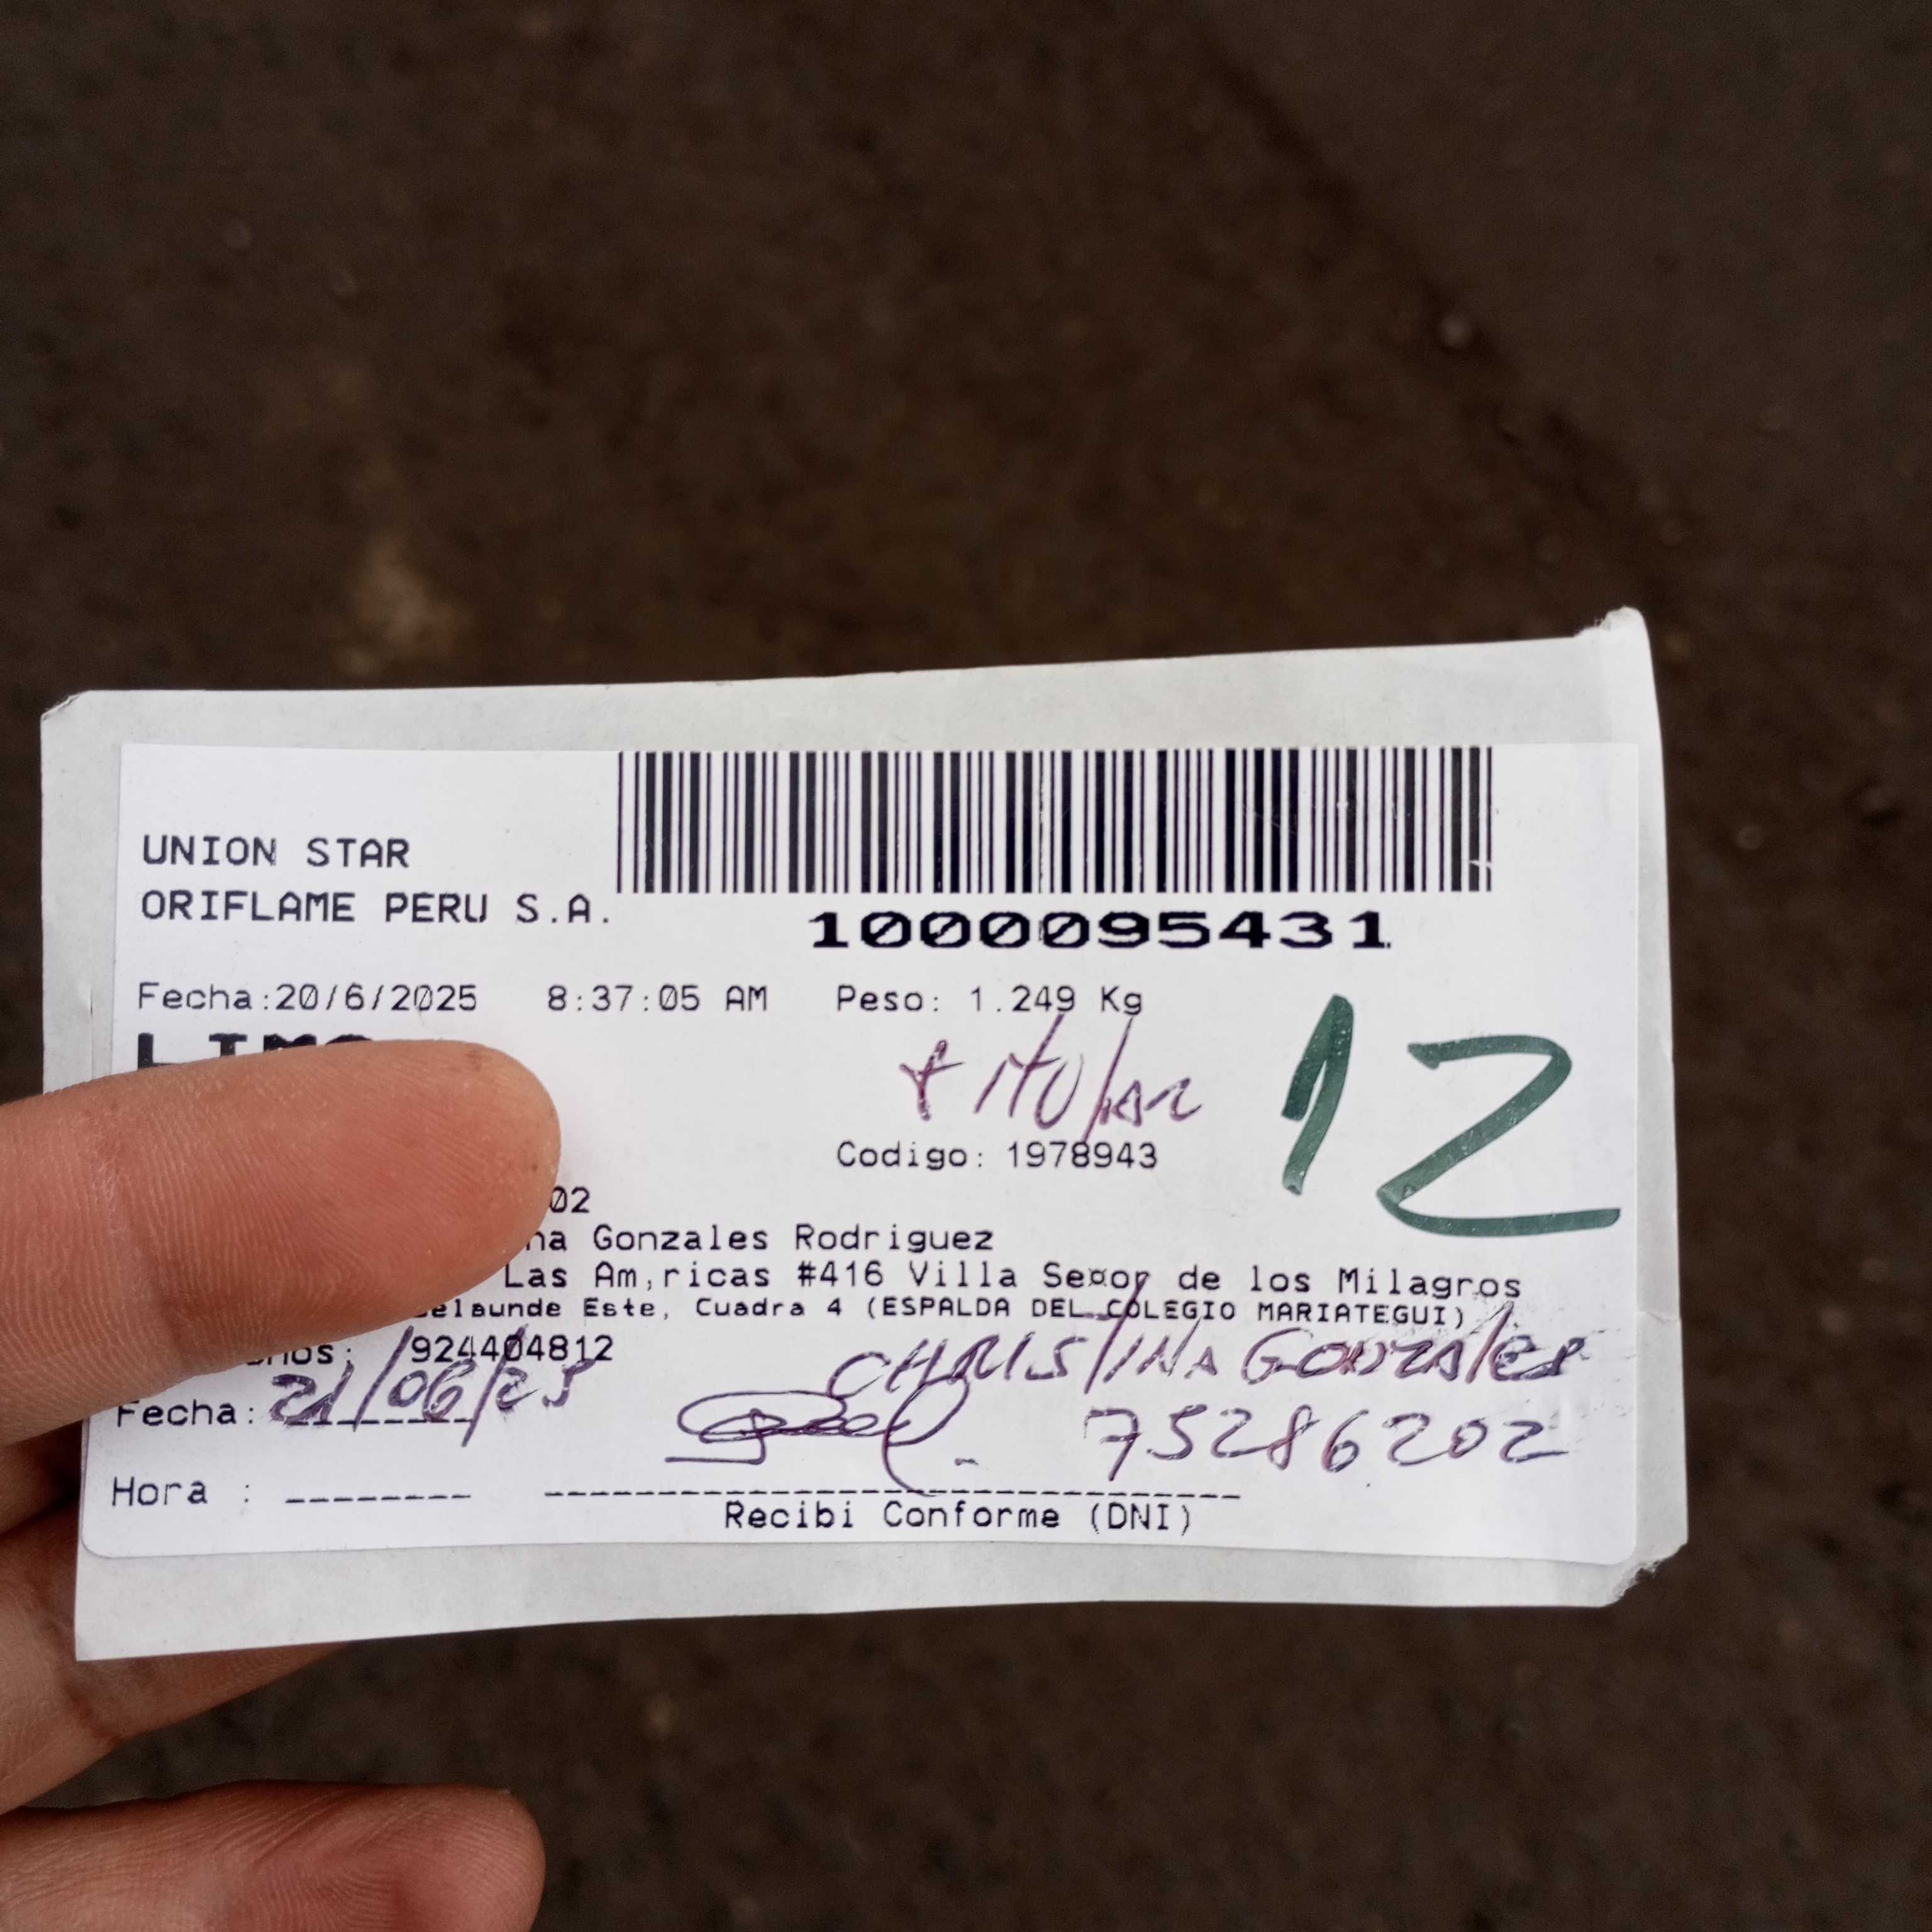 UNION STAR
ORIFLAME PERU S.A.
1000095431
Fecha:20/6/2025 8:37:05 AM Peso: 1.249 Kg
titular
12
Codigo: 1978943
02
na Gonzales Rodriguez
Las Am,ricas #416 Villa Se¤or de los Milagros
elaunde Este, Cuadra 4 (ESPALDA DEL COLEGIO MARIATEGUI)
nos: 924404812
CHRISTINA GONZALES
Fecha: 21/06/25
75286202
Hora :
Recibi Conforme (DNI)